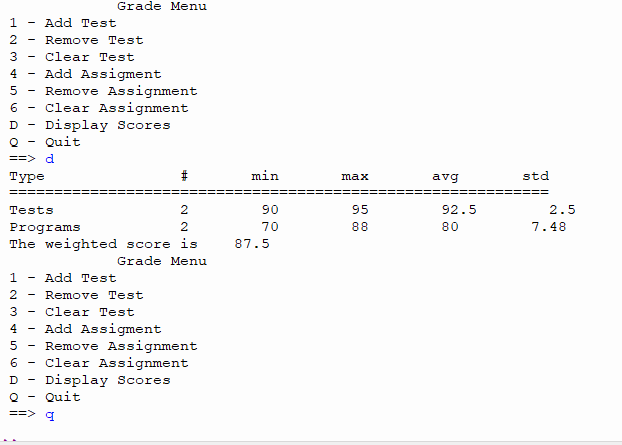 Grade Menu
1 - Add Test
2 - Remove Test
3 - Clear Test
4 - Add Assigment
5 - Remove Assignment
6 - Clear Assignment
D - Display Scores
Q - Quit
==> d
Type # min max avg std
============================================================
Tests 2 90 95 92.5 2.5
Programs 2 70 88 80 7.48
The weighted score is 87.5
Grade Menu
1 - Add Test
2 - Remove Test
3 - Clear Test
4 - Add Assigment
5 - Remove Assignment
6 - Clear Assignment
D - Display Scores
Q - Quit
==> q